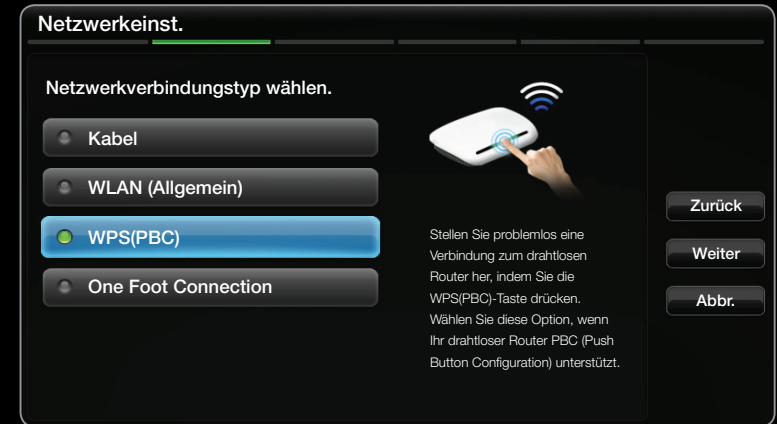 Netzwerkeinst.
Netzwerkverbindungstyp wählen.
Kabel
WLAN (Allgemein)
WPS(PBC)
One Foot Connection
Stellen Sie problemlos eine
Verbindung zum drahtlosen
Router her, indem Sie die
WPS(PBC)-Taste drücken.
Wählen Sie diese Option, wenn
Ihr drahtloser Router PBC (Push
Button Configuration) unterstützt.
Zurück
Weiter
Abbr.